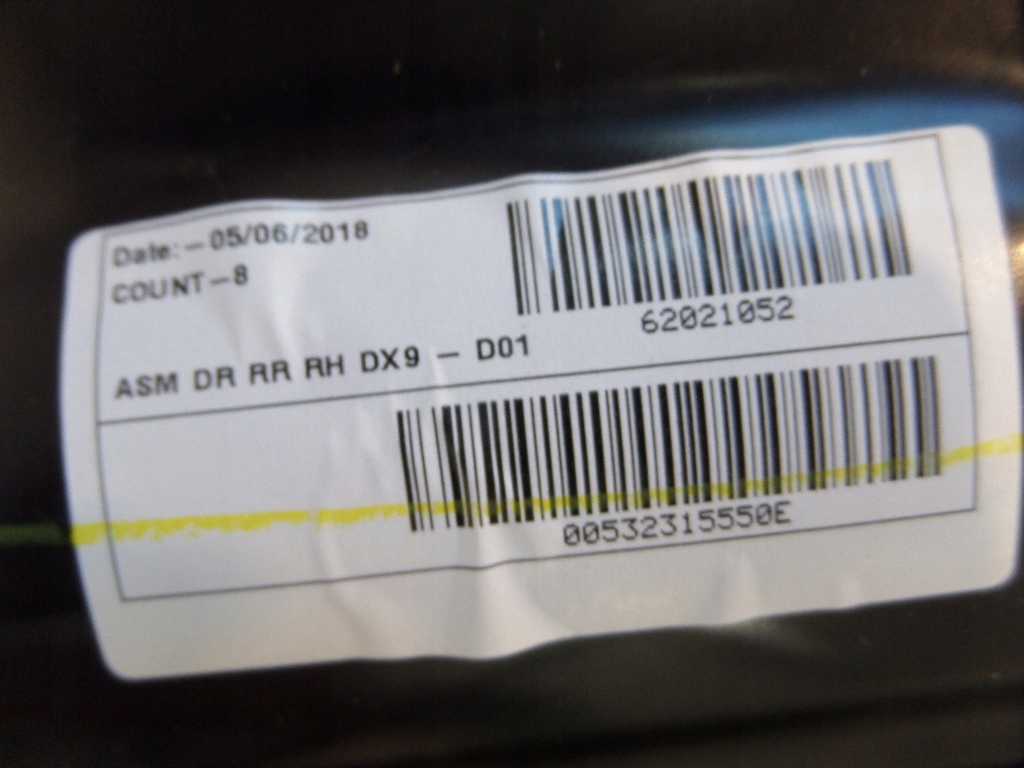 Date:-05/06/2018
COUNT-8
62021052
ASM DR RR RH DX9 - D01
00532315550E